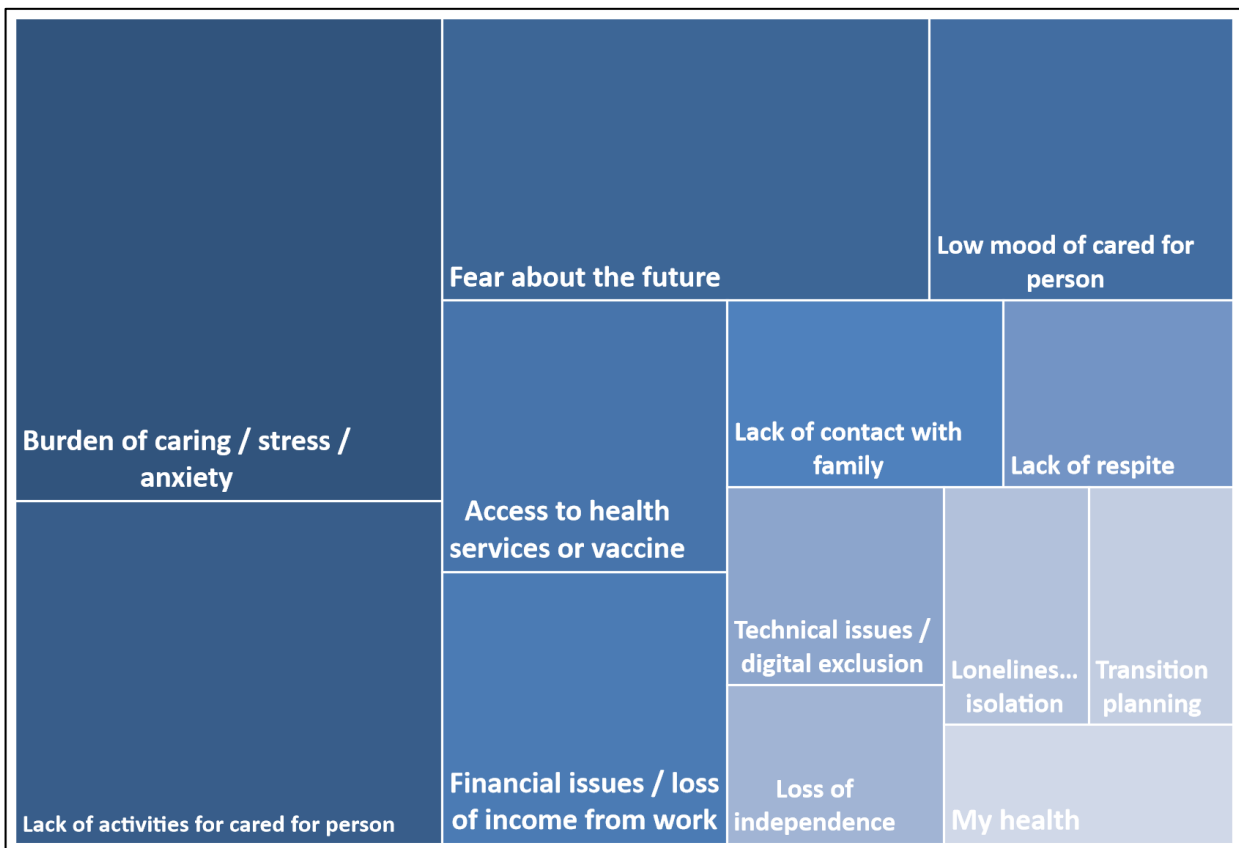 Burden of caring / stress /
anxiety
Lack of activities for cared for person
Fear about the future
Low mood of cared for
person
Access to health
services or vaccine
Financial issues / loss
of income from work
Lack of contact with
family
Lack of respite
Technical issues /
digital exclusion
Loss of
independence
Lonelines…
isolation
Transition
planning
My health